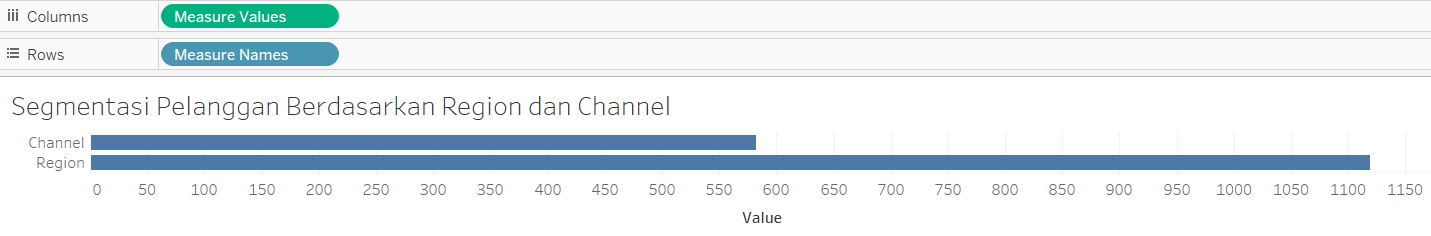 Columns Measure Values
Rows Measure Names
Segmentasi Pelanggan Berdasarkan Region dan Channel
Channel
Region
0 50 100 150 200 250 300 350 400 450 500 550 600 650 700 750 800 850 900 950 1000 1050 1100 1150
Value